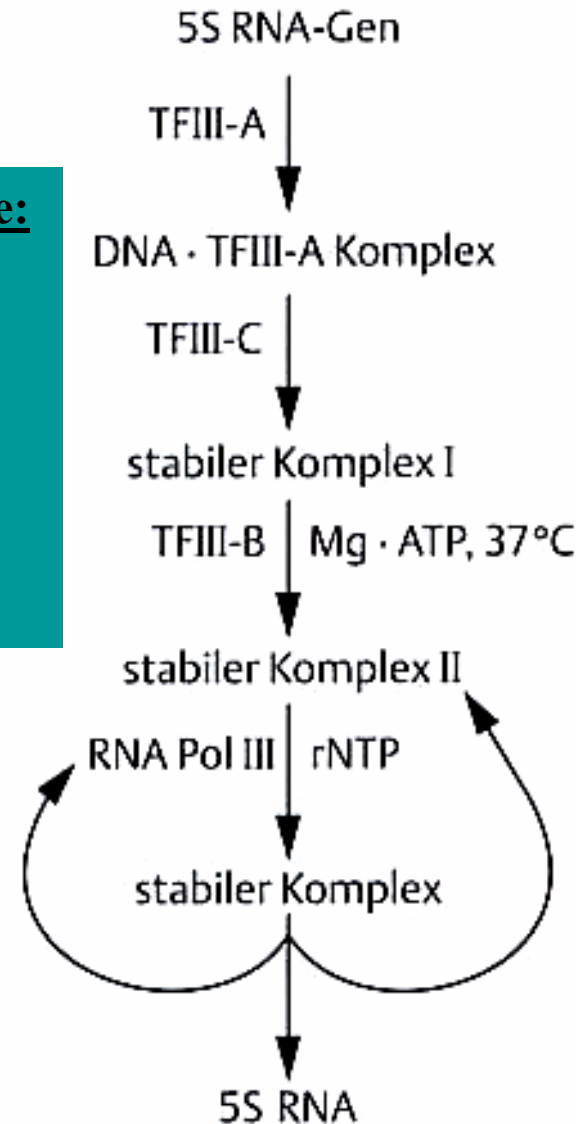 5S RNA-Gen
TFIII-A
e:
DNA · TFIII-A Komplex
TFIII-C
stabiler Komplex I
TFIII-B Mg · ATP, 37°C
stabiler Komplex II
RNA Pol III rNTP
stabiler Komplex
5S RNA